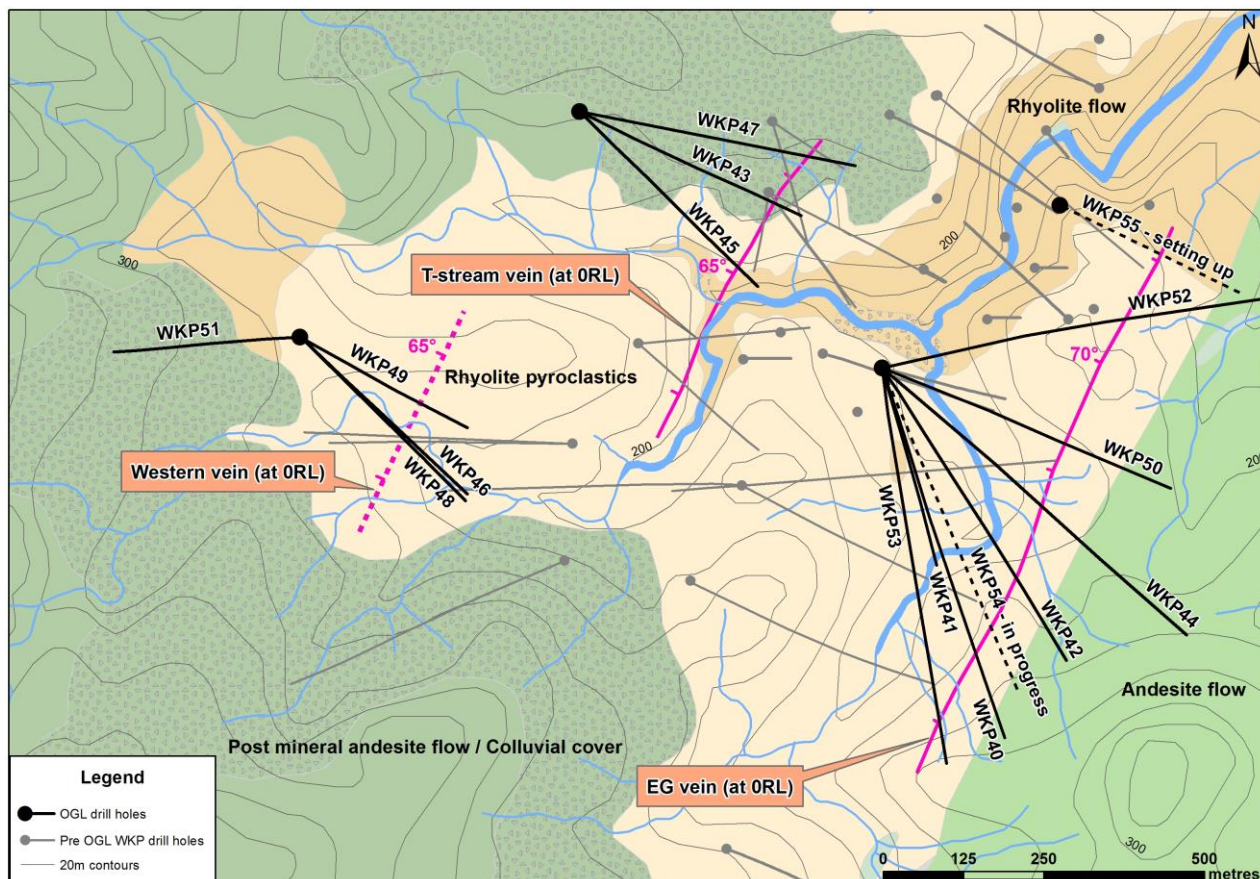 N
Rhyolite flow
WKP47
WKP43
WKP45
WKP55 - setting up
200
300
65°
T-stream vein (at 0RL)
WKP52
WKP51
65°
WKP49
Rhyolite pyroclastics
70°
200
200
WKP50
Western vein (at 0RL)
WKP46
WKP48
WKP53
WKP41
WKP54 - in progress
WKP44
WKP42
WKP40
Andesite flow
Post mineral andesite flow / Colluvial cover
EG vein (at 0RL)
300
Legend
OGL drill holes
Pre OGL WKP drill holes
20m contours
0 125 250 500
metres